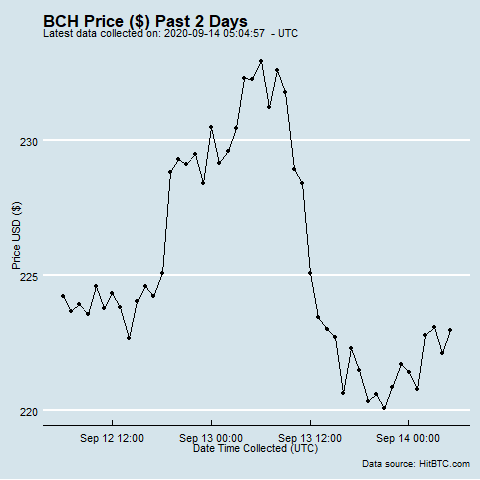 BCH Price ($) Past 2 Days
Latest data collected on: 2020-09-14 05:04:57  - UTC
Price USD ($)
230
225
220
Sep 12 12:00 Sep 13 00:00 Sep 13 12:00 Sep 14 00:00
Date Time Collected (UTC)
Data source: HitBTC.com